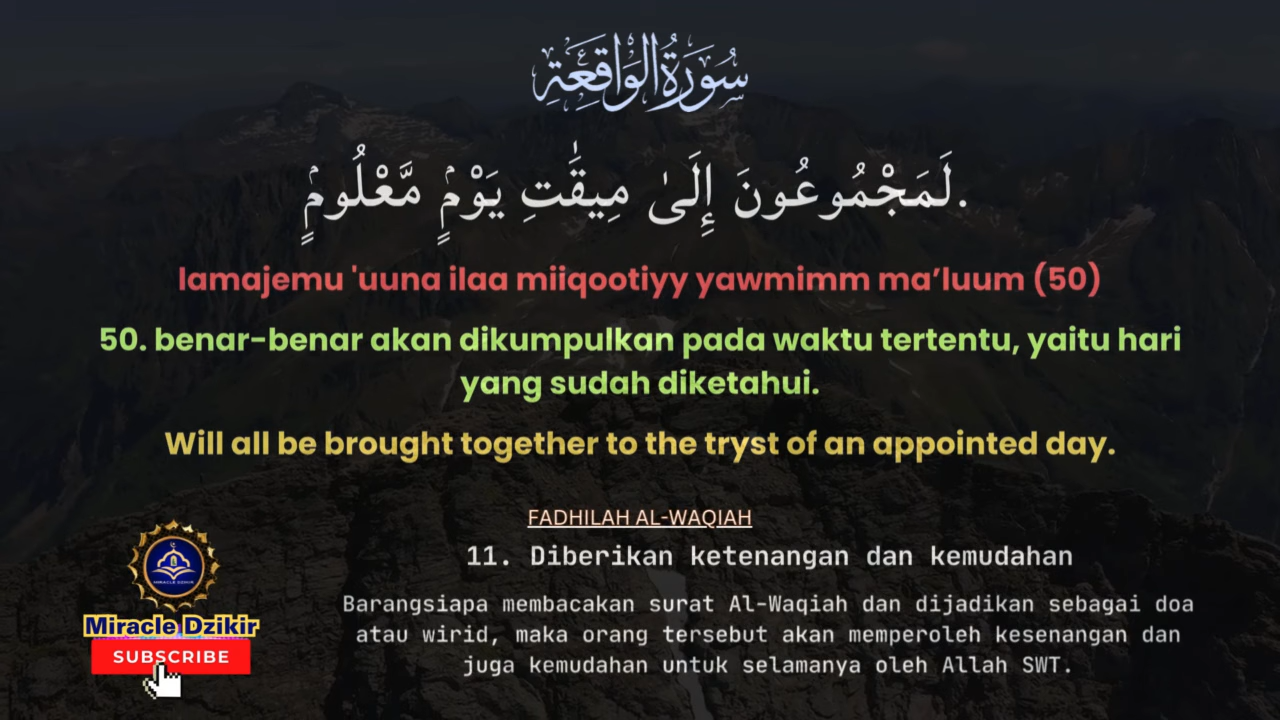 سُورَةُ الْوَاقِعَةِ
لَمَجْمُوعُونَ إِلَىٰ مِيقَٰتِ يَوْمٍۢ مَّعْلُومٍۢ.
lamajemu 'uuna ilaa miiqootiyy yawmimm ma’luum (50)
50. benar-benar akan dikumpulkan pada waktu tertentu, yaitu hari
yang sudah diketahui.
Will all be brought together to the tryst of an appointed day.
FADHILAH AL-WAQIAH
11. Diberikan ketenangan dan kemudahan
Barangsiapa membacakan surat Al-Waqiah dan dijadikan sebagai doa
atau wirid, maka orang tersebut akan memperoleh kesenangan dan
juga kemudahan untuk selamanya oleh Allah SWT.
MIRACLE DZIKIR
Miracle Dzikir
SUBSCRIBE